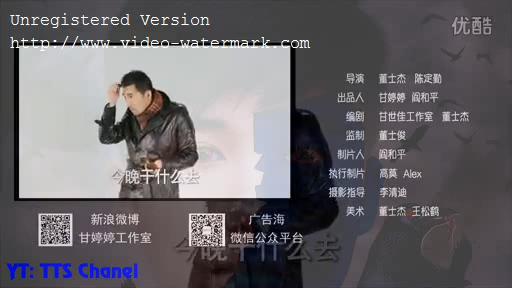 Unregistered Version
http://www.video-watermark.com
优酷
导演 董士杰 陈定勤
出品人 甘婷婷 阎和平
编剧 甘世佳工作室 董士杰
监制 董士俊
制片人 阎和平
执行制片 高莫 Alex
摄影指导 李清迪
美术 董士杰 王松鹤
今晚干什么去
新浪微博
甘婷婷工作室
广告海
微信公众平台
今晚干什么去
YT: TTS Chanel